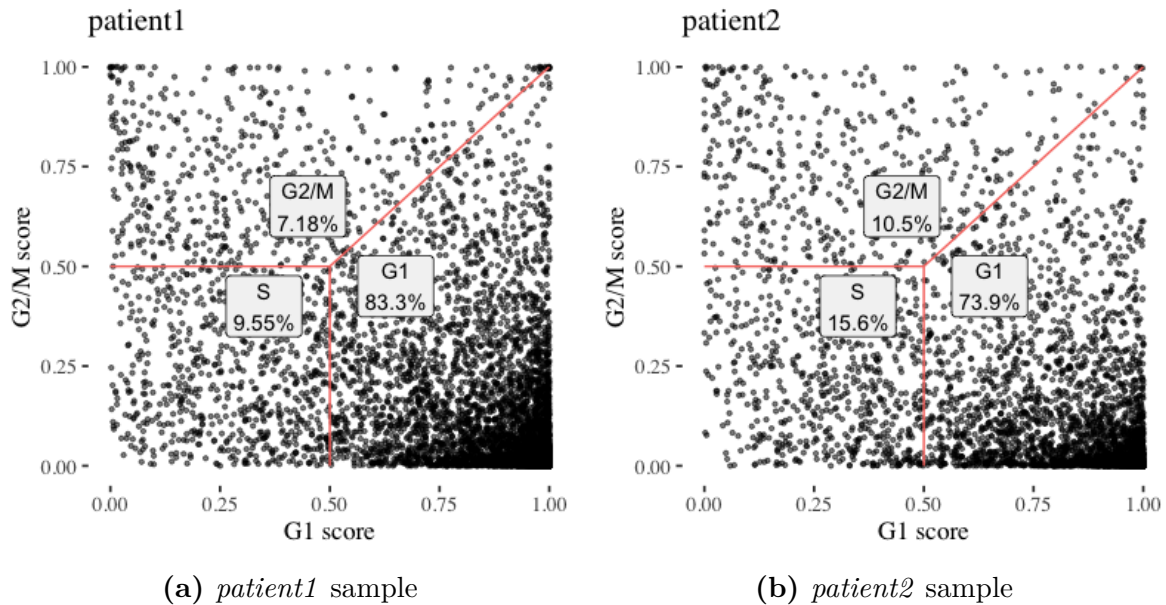 patient1
1.00
0.75
0.50
0.25
0.00
G2/M score
G2/M
7.18%
G1
83.3%
S
9.55%
0.00 0.25 0.50 0.75 1.00
G1 score
(a) patient1 sample
patient2
1.00
0.75
0.50
0.25
0.00
G2/M score
G2/M
10.5%
G1
73.9%
S
15.6%
0.00 0.25 0.50 0.75 1.00
G1 score
(b) patient2 sample